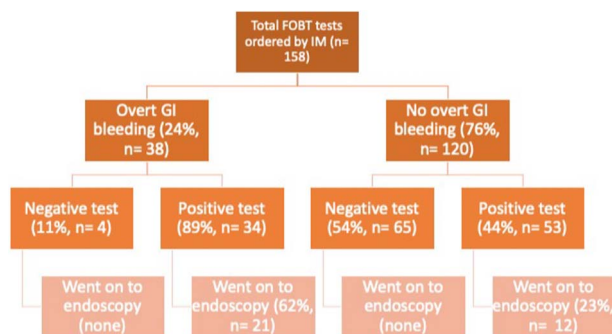 Total FOBT tests
ordered by IM (n=
158)
Overt GI
bleeding (24%,
n= 38)
No overt GI
bleeding (76%,
n= 120)
Negative test
(11%, n= 4)
Positive test
(89%, n= 34)
Negative test
(54%, n= 65)
Positive test
(44%, n= 53)
Went on to
endoscopy
(none)
Went on to
endoscopy (62%,
n= 21)
Went on to
endoscopy
(none)
Went on to
endoscopy (23%,
n= 12)